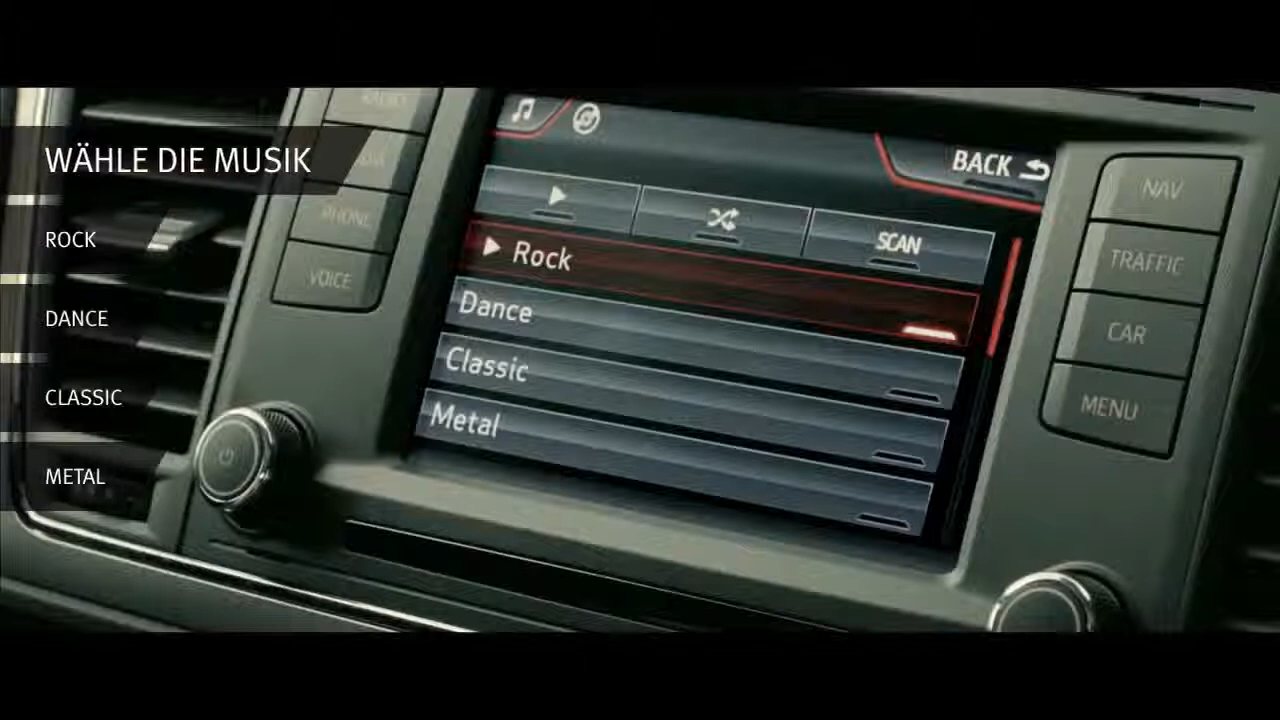 WÄHLE DIE MUSIK
ROCK
DANCE
CLASSIC
METAL
RADIO
PHONE
VOICE
BACK
SCAN
Rock
Dance
Classic
Metal
NAV
TRAFFIC
CAR
MENU